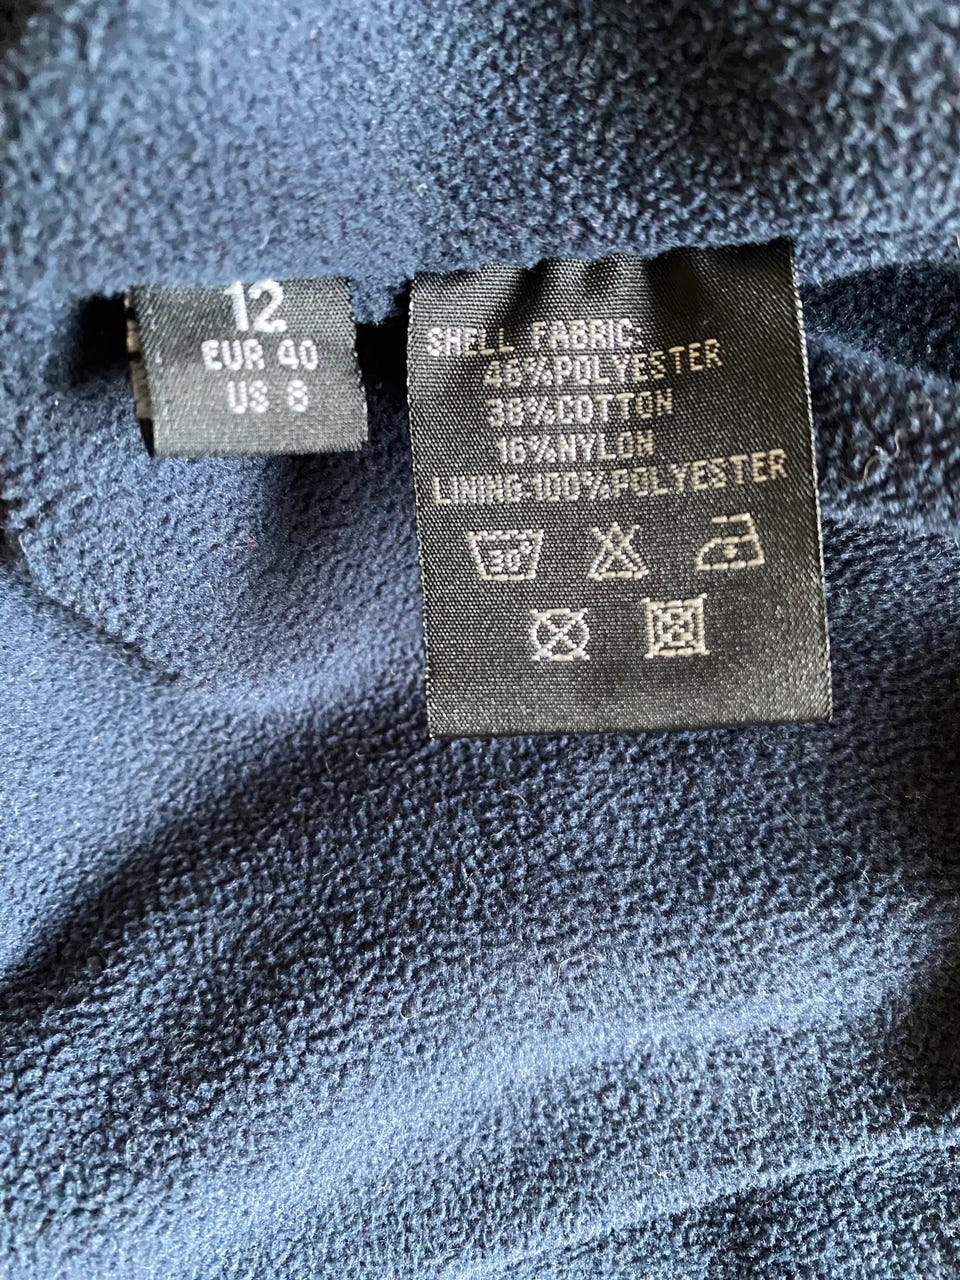 12
EUR 40
US 8
SHELL FABRIC:
46%POLYESTER
38%COTTON
16%NYLON
LINING:100%POLYESTER
30°